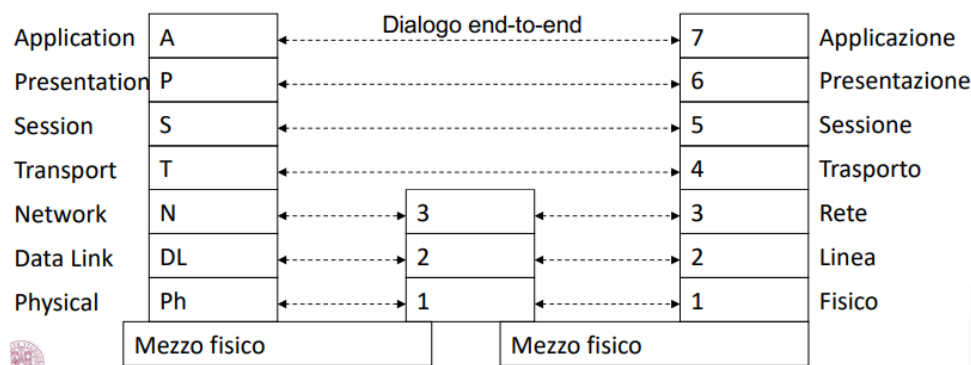 Dialogo end-to-end
Application A 7 Applicazione
Presentation P 6 Presentazione
Session S 5 Sessione
Transport T 4 Trasporto
Network N 3 3 Rete
Data Link DL 2 2 Linea
Physical Ph 1 1 Fisico
Mezzo fisico Mezzo fisico